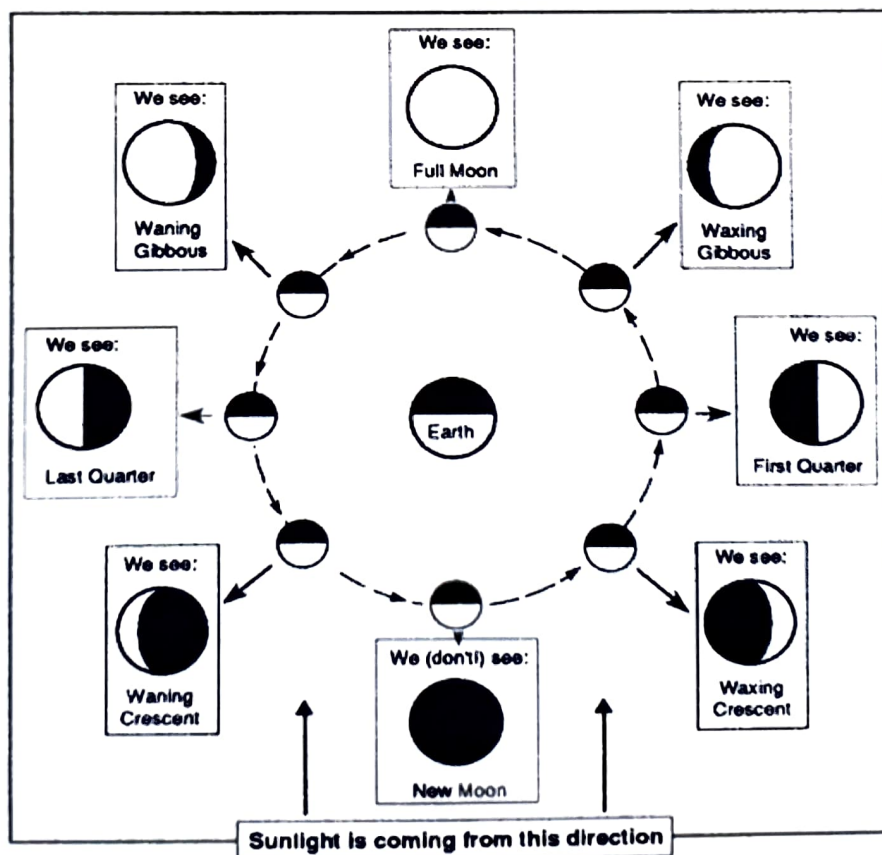 We see:
Full Moon
We see:
Waning
Gibbous
We see:
Waxing
Gibbous
We see:
Last Quarter
Earth
We see:
First Quarter
We see:
Waning
Crescent
We (don't!) see:
New Moon
We see:
Waxing
Crescent
Sunlight is coming from this direction